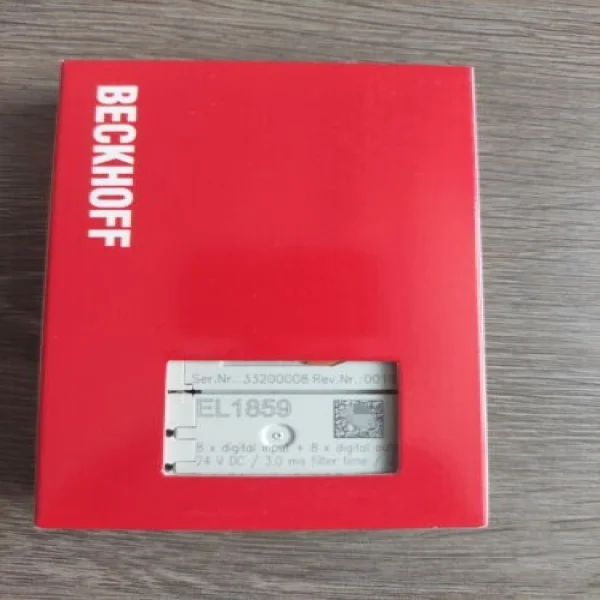 BECKHOFF
Ser.Nr.: 33200008 Rev.Nr.: 001
EL1859
8 x digital input + 8 x digital
24 V DC / 3.0 ms filter time /